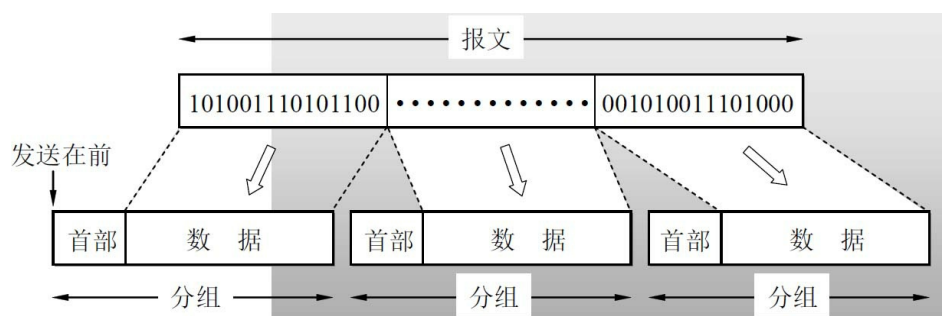 报文
101001110101100 ············· 001010011101000
发送在前
首部 数 据 首部 数 据 首部 数 据
分组 分组 分组